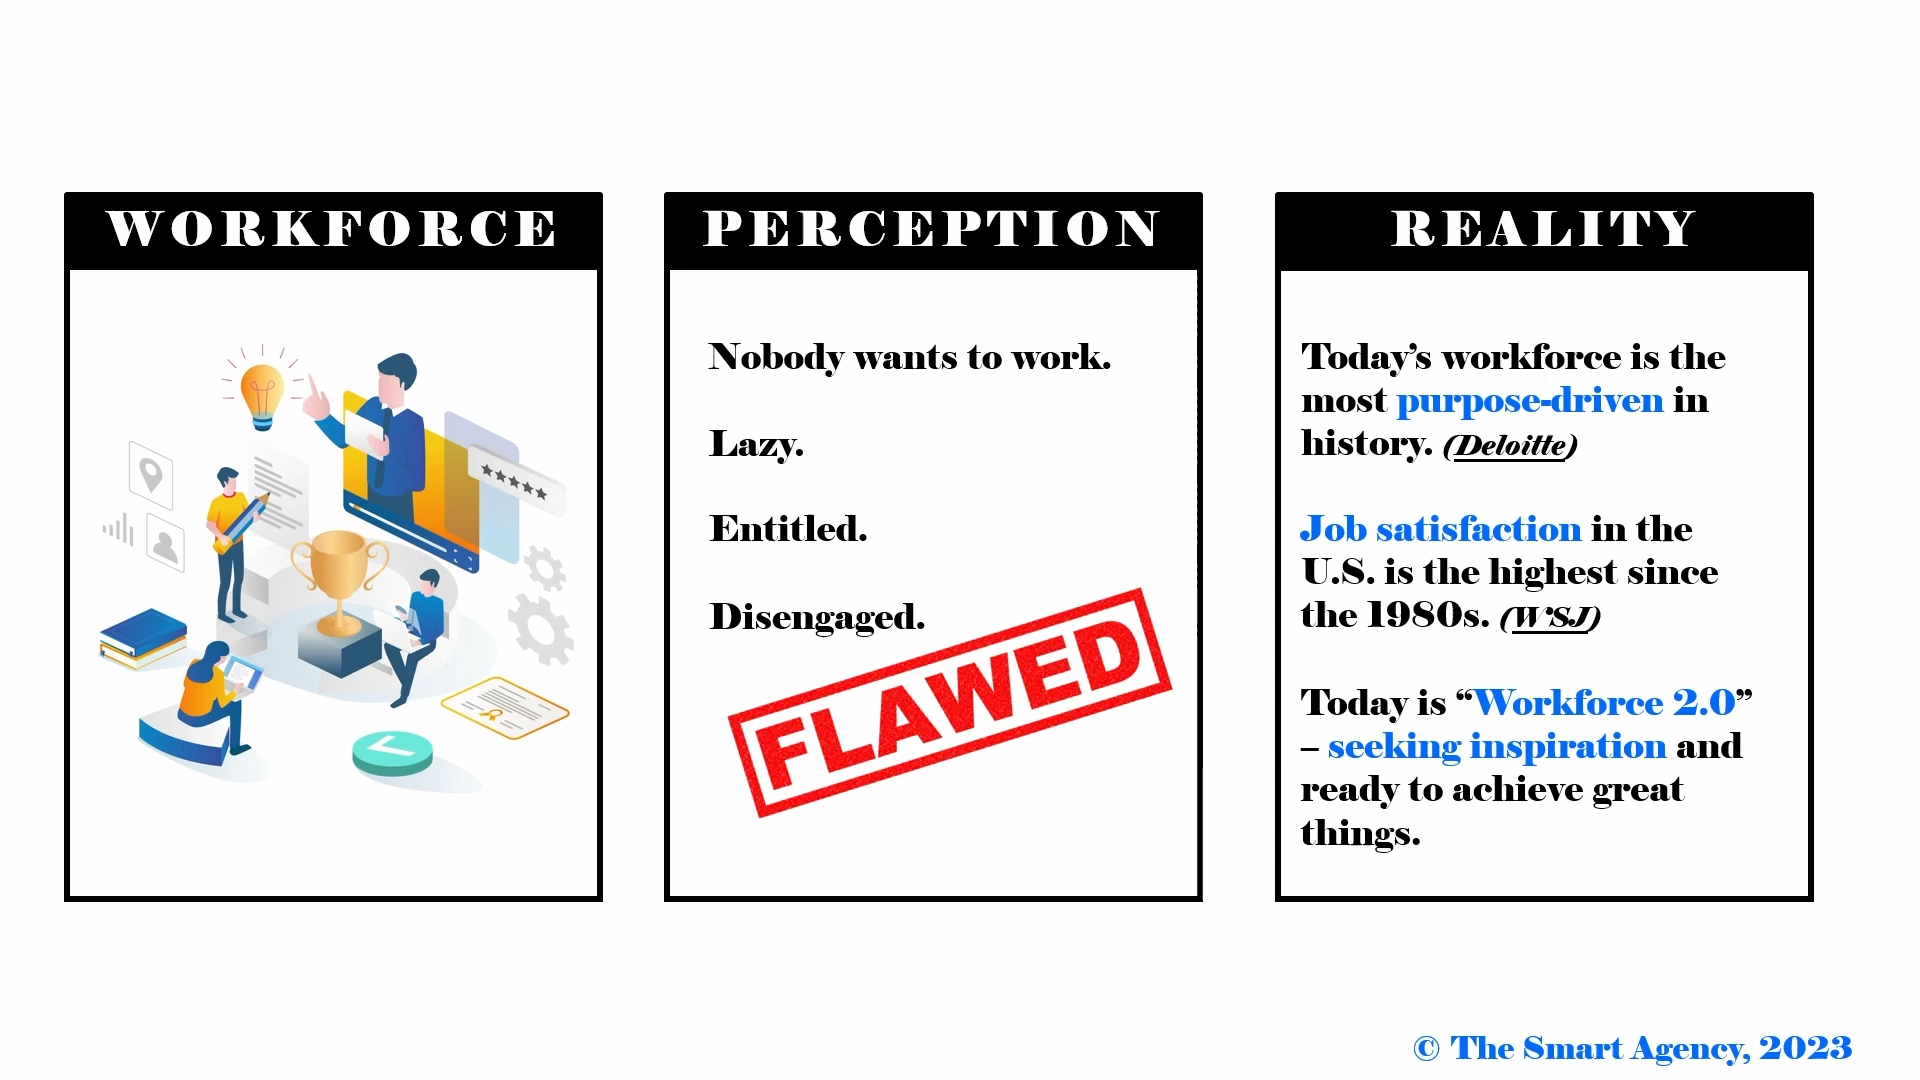 WORKFORCE
PERCEPTION
Nobody wants to work.
Lazy.
Entitled.
Disengaged.
FLAWED
REALITY
Today’s workforce is the
most purpose-driven in
history. (Deloitte)
Job satisfaction in the
U.S. is the highest since
the 1980s. (WSJ)
Today is “Workforce 2.0”
– seeking inspiration and
ready to achieve great
things.
© The Smart Agency, 2023